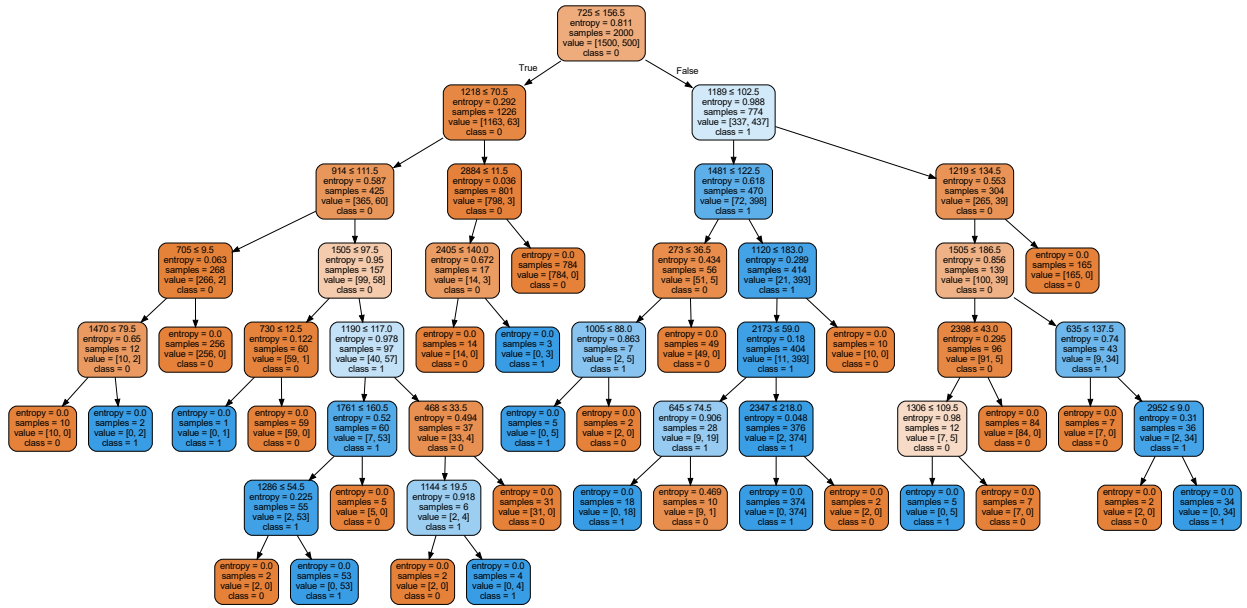 725 ≤ 156.5
entropy = 0.811
samples = 2000
value = [1500, 500]
class = 0
True
False
1218 ≤ 70.5
entropy = 0.292
samples = 1226
value = [1163, 63]
class = 0
1189 ≤ 102.5
entropy = 0.988
samples = 774
value = [337, 437]
class = 1
914 ≤ 111.5
entropy = 0.587
samples = 425
value = [365, 60]
class = 0
2884 ≤ 11.5
entropy = 0.036
samples = 801
value = [798, 3]
class = 0
1481 ≤ 122.5
entropy = 0.618
samples = 470
value = [72, 398]
class = 1
1219 ≤ 134.5
entropy = 0.553
samples = 304
value = [265, 39]
class = 0
705 ≤ 9.5
entropy = 0.063
samples = 268
value = [266, 2]
class = 0
1505 ≤ 97.5
entropy = 0.95
samples = 157
value = [99, 58]
class = 0
2405 ≤ 140.0
entropy = 0.672
samples = 17
value = [14, 3]
class = 0
entropy = 0.0
samples = 784
value = [784, 0]
class = 0
273 ≤ 36.5
entropy = 0.434
samples = 56
value = [51, 5]
class = 0
1120 ≤ 183.0
entropy = 0.289
samples = 414
value = [21, 393]
class = 1
1505 ≤ 186.5
entropy = 0.856
samples = 139
value = [100, 39]
class = 0
entropy = 0.0
samples = 165
value = [165, 0]
class = 0
1470 ≤ 79.5
entropy = 0.65
samples = 12
value = [10, 2]
class = 0
entropy = 0.0
samples = 256
value = [256, 0]
class = 0
730 ≤ 12.5
entropy = 0.122
samples = 60
value = [59, 1]
class = 0
1190 ≤ 117.0
entropy = 0.978
samples = 97
value = [40, 57]
class = 1
entropy = 0.0
samples = 14
value = [14, 0]
class = 0
entropy = 0.0
samples = 3
value = [0, 3]
class = 1
1005 ≤ 88.0
entropy = 0.863
samples = 7
value = [2, 5]
class = 1
entropy = 0.0
samples = 49
value = [49, 0]
class = 0
2173 ≤ 59.0
entropy = 0.18
samples = 404
value = [11, 393]
class = 1
entropy = 0.0
samples = 10
value = [10, 0]
class = 0
2398 ≤ 43.0
entropy = 0.295
samples = 96
value = [91, 5]
class = 0
635 ≤ 137.5
entropy = 0.74
samples = 43
value = [9, 34]
class = 1
entropy = 0.0
samples = 10
value = [10, 0]
class = 0
entropy = 0.0
samples = 2
value = [0, 2]
class = 1
entropy = 0.0
samples = 1
value = [0, 1]
class = 1
entropy = 0.0
samples = 59
value = [59, 0]
class = 0
1761 ≤ 160.5
entropy = 0.52
samples = 60
value = [7, 53]
class = 1
468 ≤ 33.5
entropy = 0.494
samples = 37
value = [33, 4]
class = 0
entropy = 0.0
samples = 5
value = [0, 5]
class = 1
entropy = 0.0
samples = 2
value = [2, 0]
class = 0
645 ≤ 74.5
entropy = 0.906
samples = 28
value = [9, 19]
class = 1
2347 ≤ 218.0
entropy = 0.048
samples = 376
value = [2, 374]
class = 1
1306 ≤ 109.5
entropy = 0.98
samples = 12
value = [7, 5]
class = 0
entropy = 0.0
samples = 84
value = [84, 0]
class = 0
entropy = 0.0
samples = 7
value = [7, 0]
class = 0
2952 ≤ 9.0
entropy = 0.31
samples = 36
value = [2, 34]
class = 1
1286 ≤ 54.5
entropy = 0.225
samples = 55
value = [2, 53]
class = 1
entropy = 0.0
samples = 5
value = [5, 0]
class = 0
1144 ≤ 19.5
entropy = 0.918
samples = 6
value = [2, 4]
class = 1
entropy = 0.0
samples = 31
value = [31, 0]
class = 0
entropy = 0.0
samples = 18
value = [0, 18]
class = 1
entropy = 0.469
samples = 10
value = [9, 1]
class = 0
entropy = 0.0
samples = 374
value = [0, 374]
class = 1
entropy = 0.0
samples = 2
value = [2, 0]
class = 0
entropy = 0.0
samples = 5
value = [0, 5]
class = 1
entropy = 0.0
samples = 7
value = [7, 0]
class = 0
entropy = 0.0
samples = 2
value = [2, 0]
class = 0
entropy = 0.0
samples = 34
value = [0, 34]
class = 1
entropy = 0.0
samples = 2
value = [2, 0]
class = 0
entropy = 0.0
samples = 53
value = [0, 53]
class = 1
entropy = 0.0
samples = 2
value = [2, 0]
class = 0
entropy = 0.0
samples = 4
value = [0, 4]
class = 1